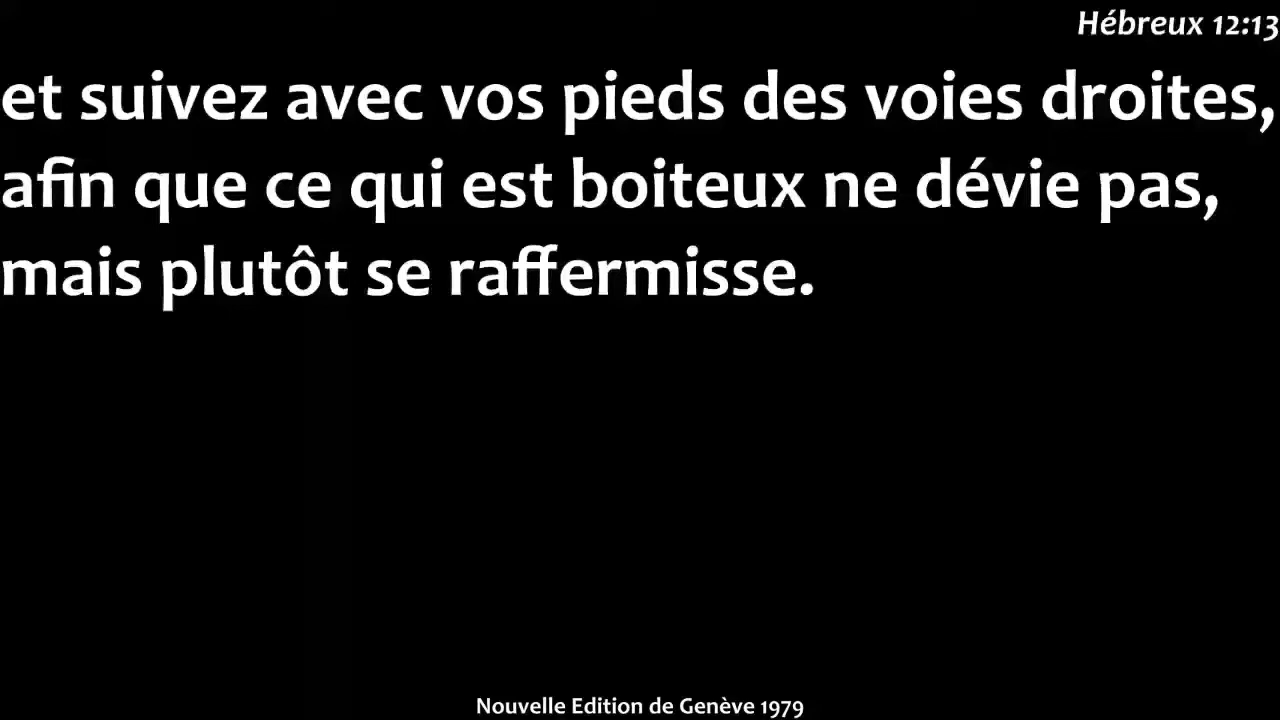 Hébreux 12:13
et suivez avec vos pieds des voies droites,
afin que ce qui est boiteux ne dévie pas,
mais plutôt se raffermisse.
Nouvelle Edition de Genève 1979